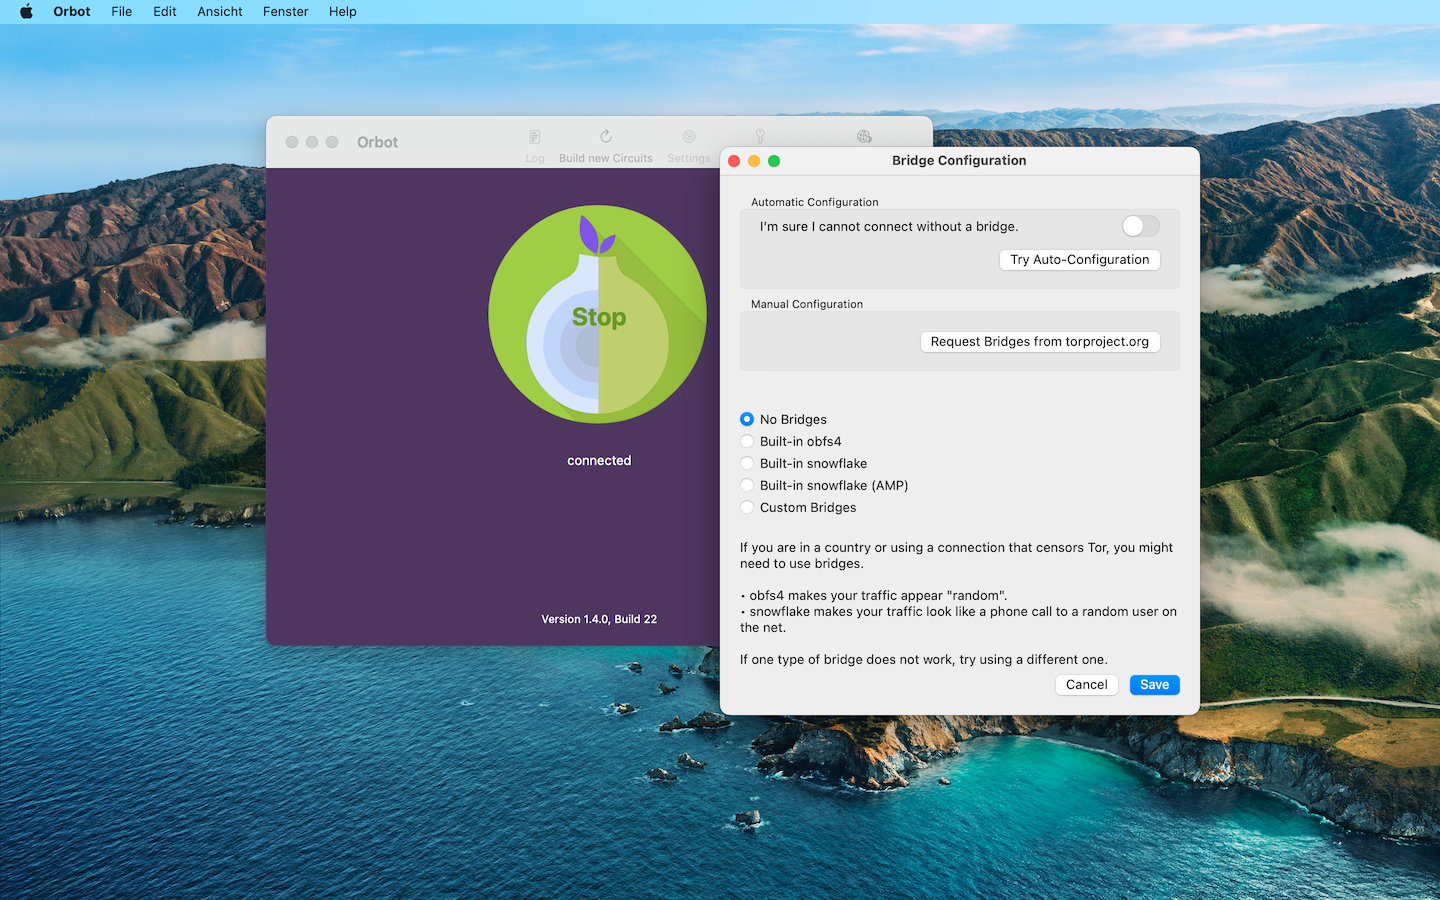 Orbot File Edit Ansicht Fenster Help
Orbot
Log Build new Circuits Settings
Stop
connected
Version 1.4.0, Build 22
Bridge Configuration
Automatic Configuration
I'm sure I cannot connect without a bridge.
Try Auto-Configuration
Manual Configuration
Request Bridges from torproject.org
No Bridges
Built-in obfs4
Built-in snowflake
Built-in snowflake (AMP)
Custom Bridges
If you are in a country or using a connection that censors Tor, you might
need to use bridges.
• obfs4 makes your traffic appear "random".
• snowflake makes your traffic look like a phone call to a random user on
the net.
If one type of bridge does not work, try using a different one.
Cancel Save